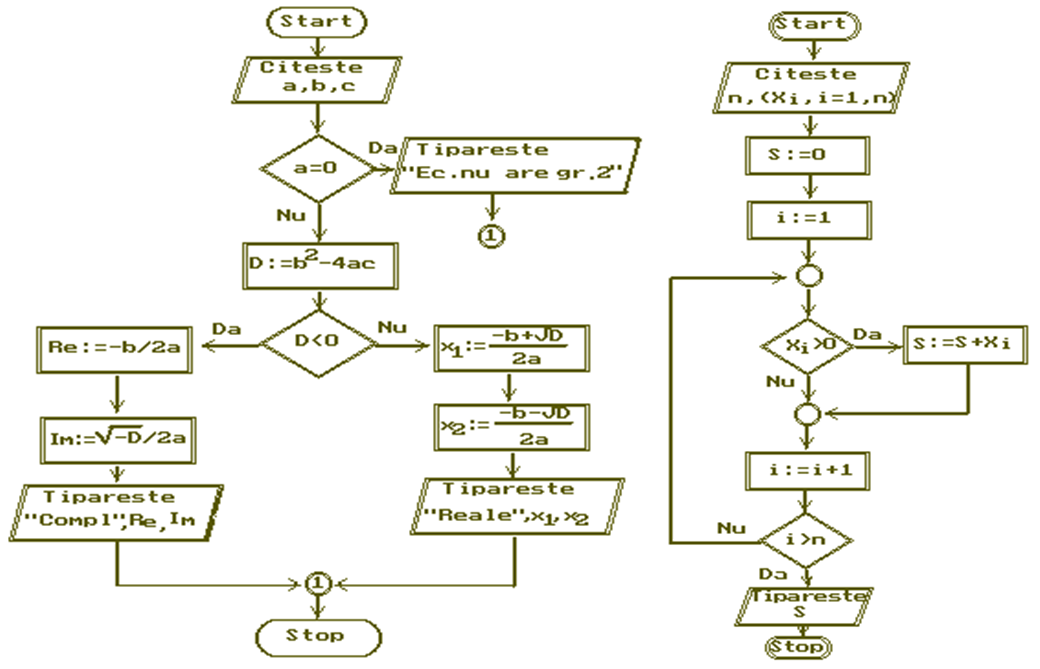 Start
Citeste
a,b,c
a=0
Da
Tipareste
"Ec.nu are gr.2"
1
Nu
D:=b²-4ac
D<0
Da
Re:=-b/2a
Im:=√-D/2a
Tipareste
"Compl",Re,Im
Nu
x₁:=-b+√D
2a
x₂:=-b-√D
2a
Tipareste
"Reale",x₁,x₂
1
Stop
Start
Citeste
n,(Xi,i=1,n)
S:=0
i:=1
Xi>0
Da
S:=S+Xi
Nu
i:=i+1
i>n
Nu
Da
Tipareste
S
Stop